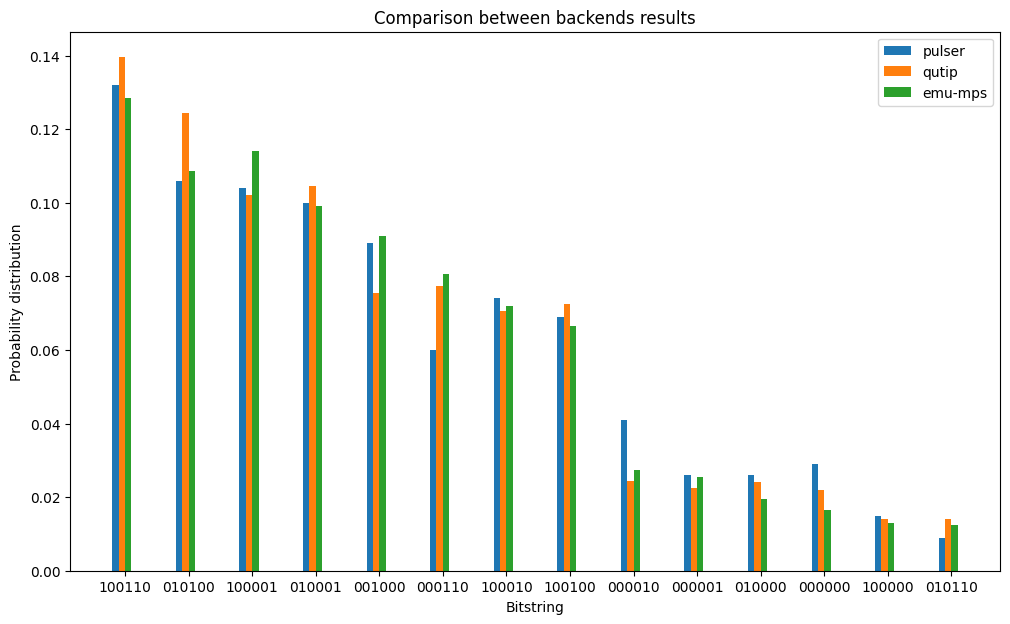 Comparison between backends results
pulser
qutip
emu-mps
Probability distribution
0.14
0.12
0.10
0.08
0.06
0.04
0.02
0.00
100110 010100 100001 010001 001000 000110 100010 100100 000010 000001 010000 000000 100000 010110
Bitstring